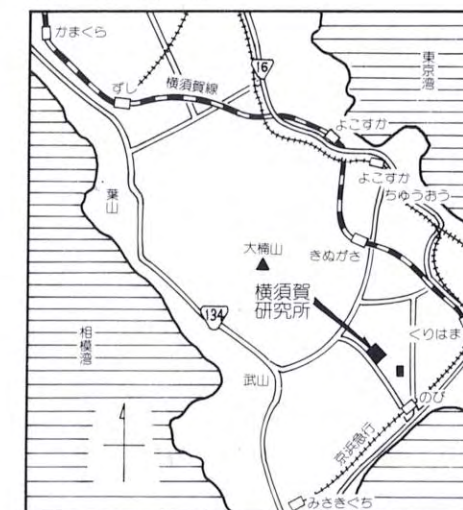 かまくら
ずし
横須賀線
16
東京湾
よこすか
よこすか
ちゅうおう
葉山
大楠山
きぬがさ
横須賀
研究所
134
相模湾
武山
くりはま
のび
京浜急行
みさきぐち